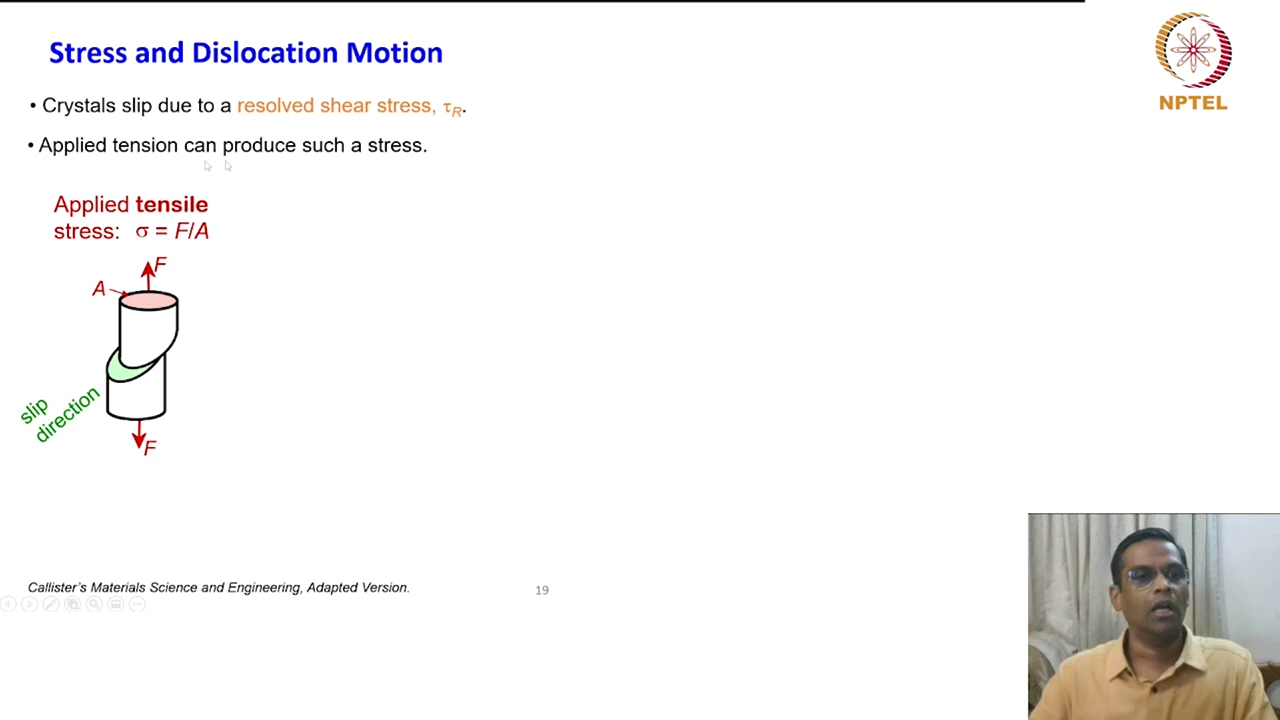 Stress and Dislocation Motion
NPTEL
• Crystals slip due to a resolved shear stress, τR.
• Applied tension can produce such a stress.
Applied tensile
stress: σ = F/A
F
A
slip
direction
F
Callister's Materials Science and Engineering, Adapted Version.
19